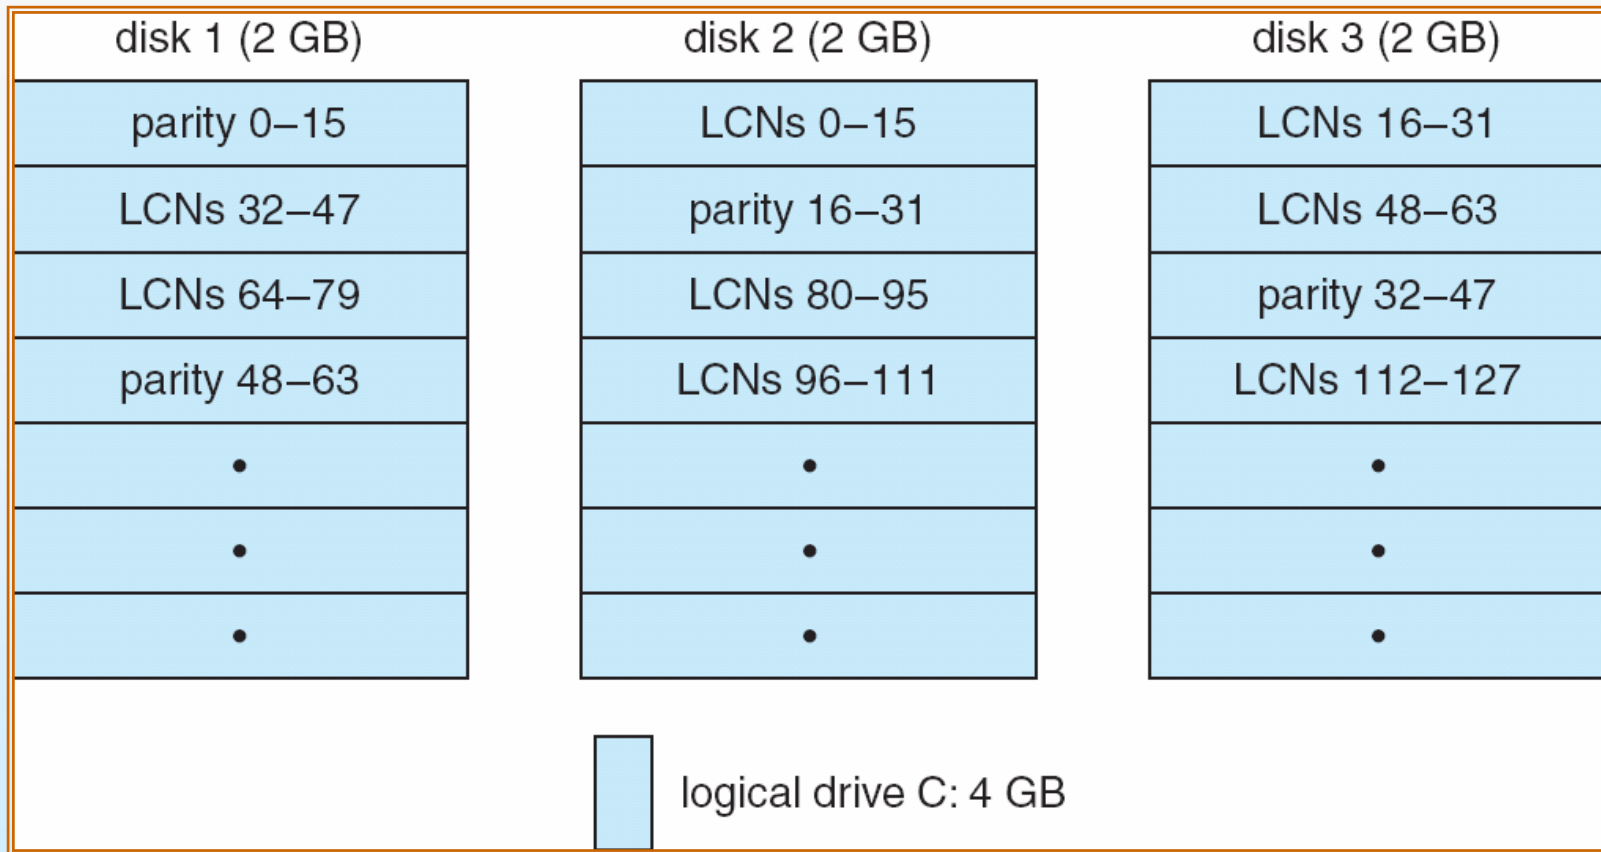 disk 1 (2 GB)
disk 2 (2 GB)
disk 3 (2 GB)
parity 0–15
LCNs 0–15
LCNs 16–31
LCNs 32–47
parity 16–31
LCNs 48–63
LCNs 64–79
LCNs 80–95
parity 32–47
parity 48–63
LCNs 96–111
LCNs 112–127
logical drive C: 4 GB